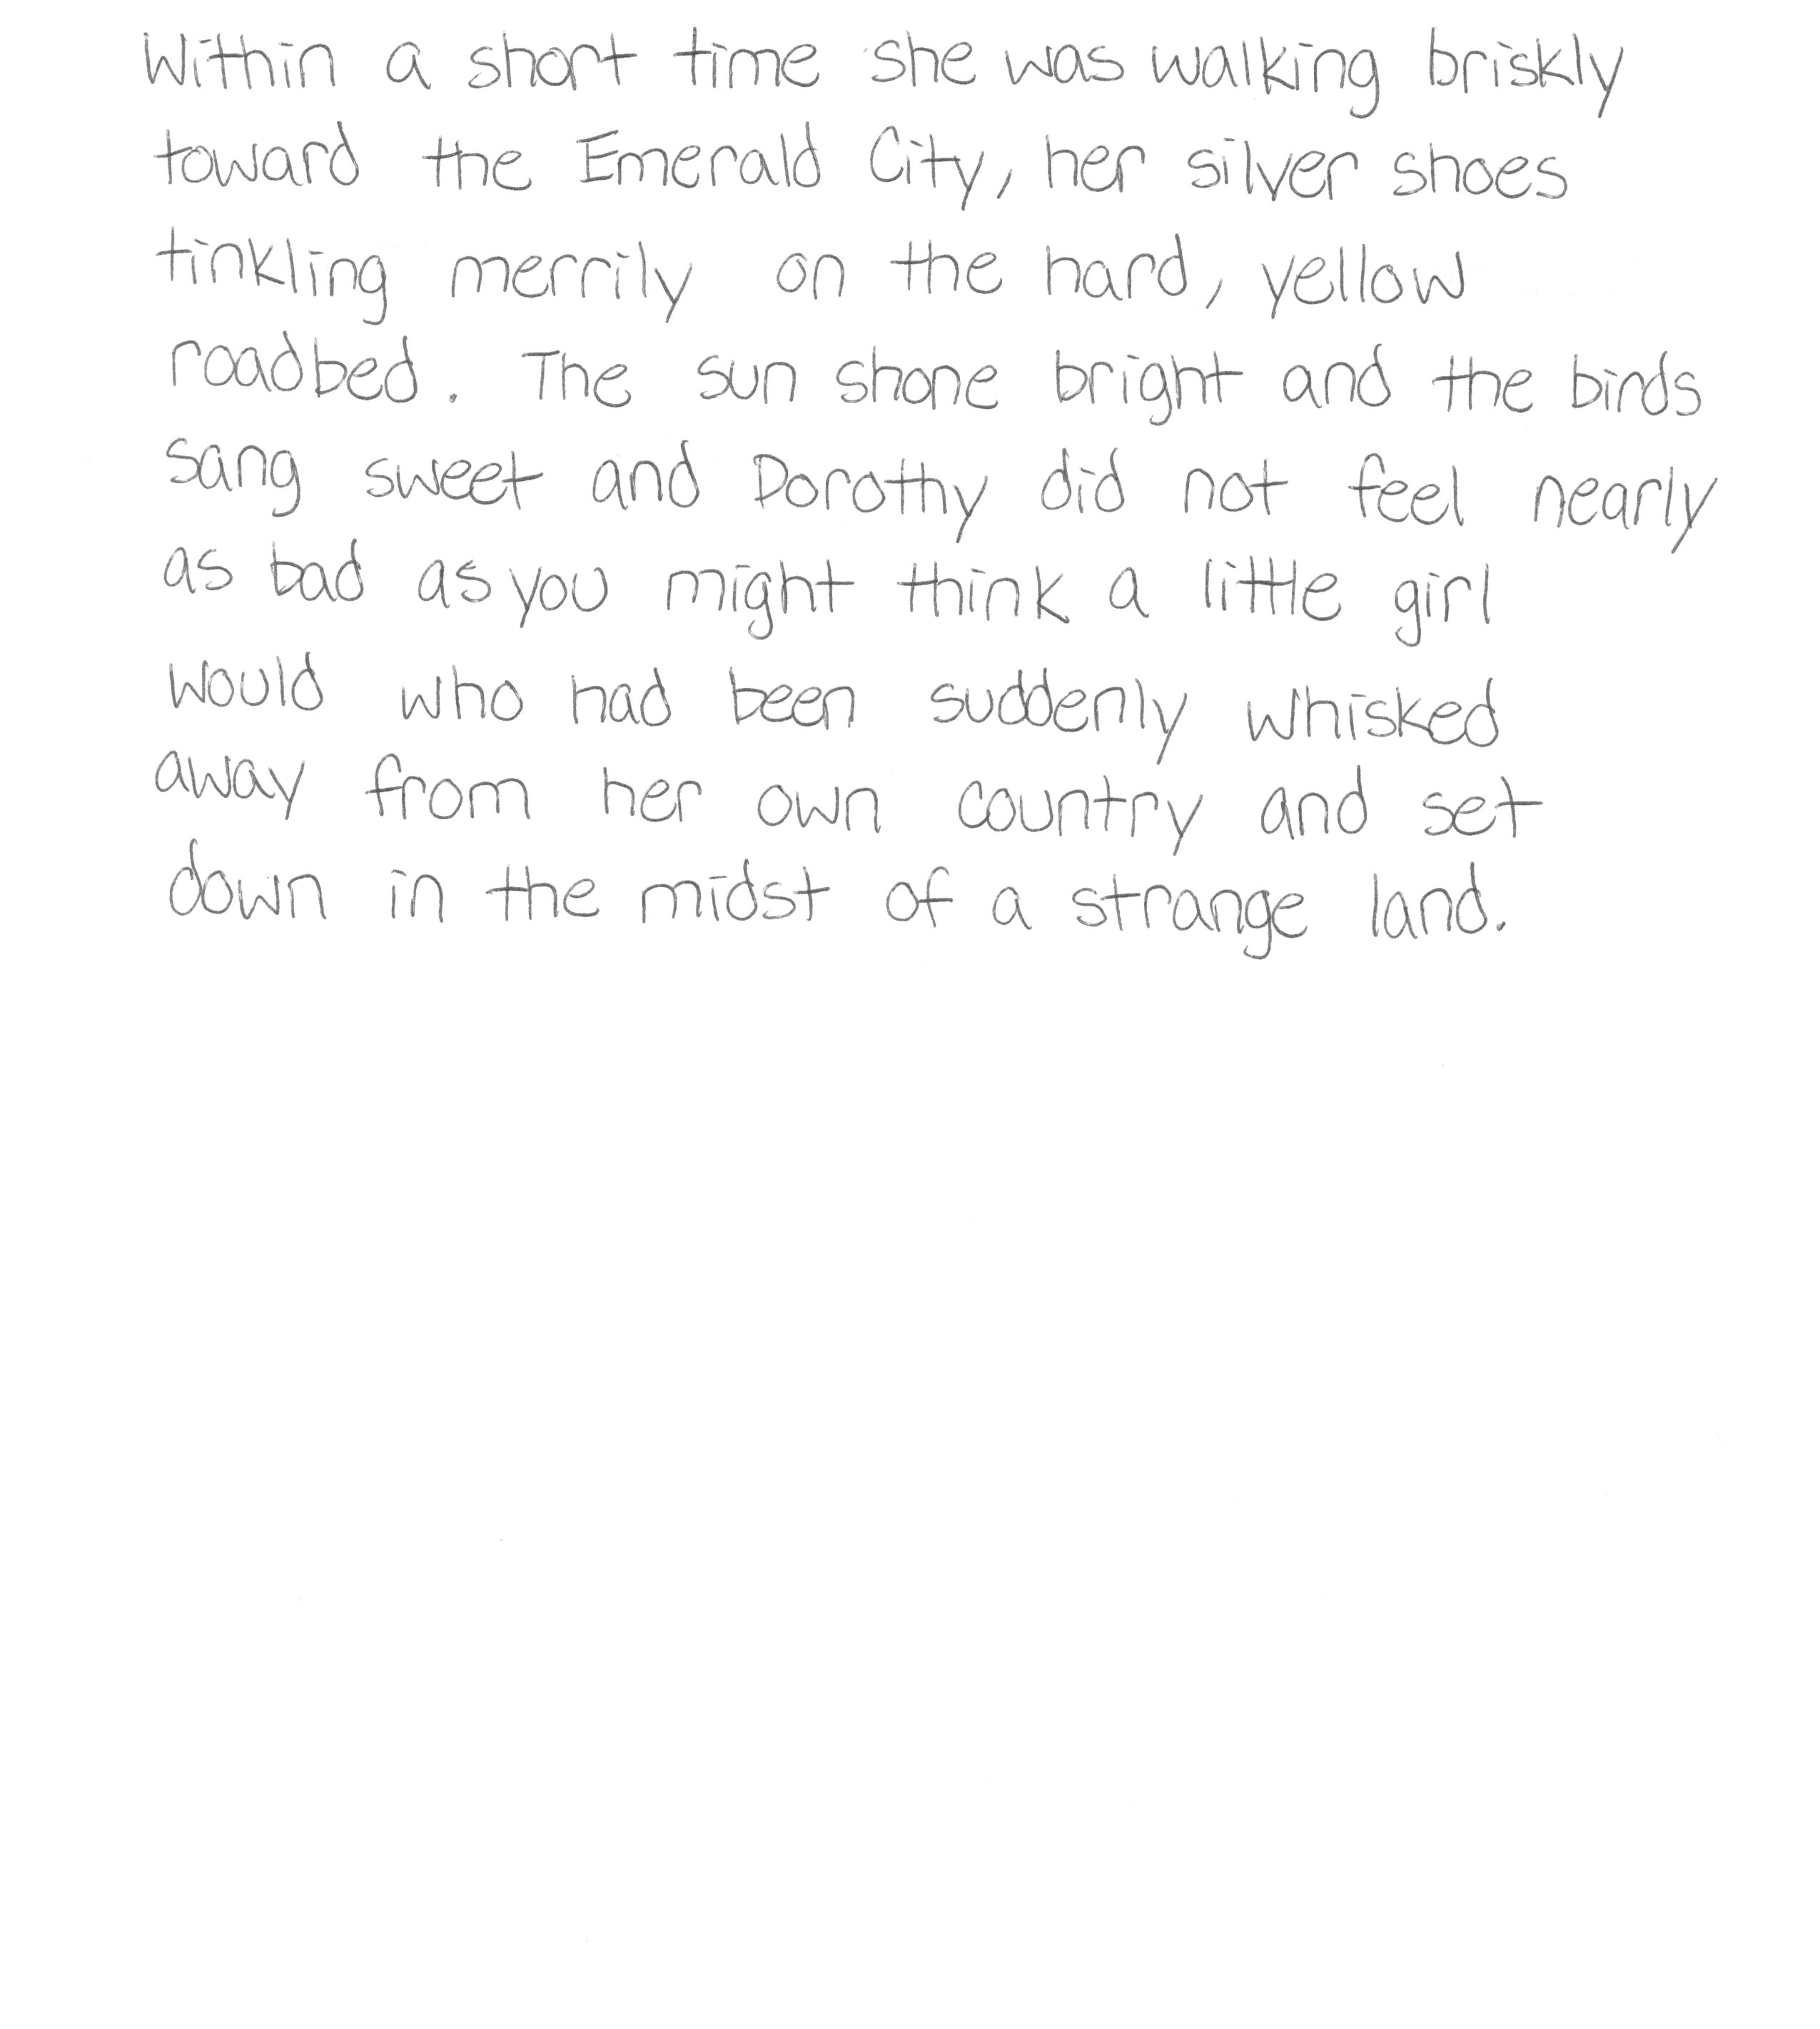 Within a short time she was walking briskly
toward the Emerald City, her silver shoes
tinkling merrily on the hard, yellow
roadbed. The sun shone bright and the birds
sang sweet and Dorothy did not feel nearly
as bad as you might think a little girl
would who had been suddenly whisked
away from her own country and set
down in the midst of a strange land.